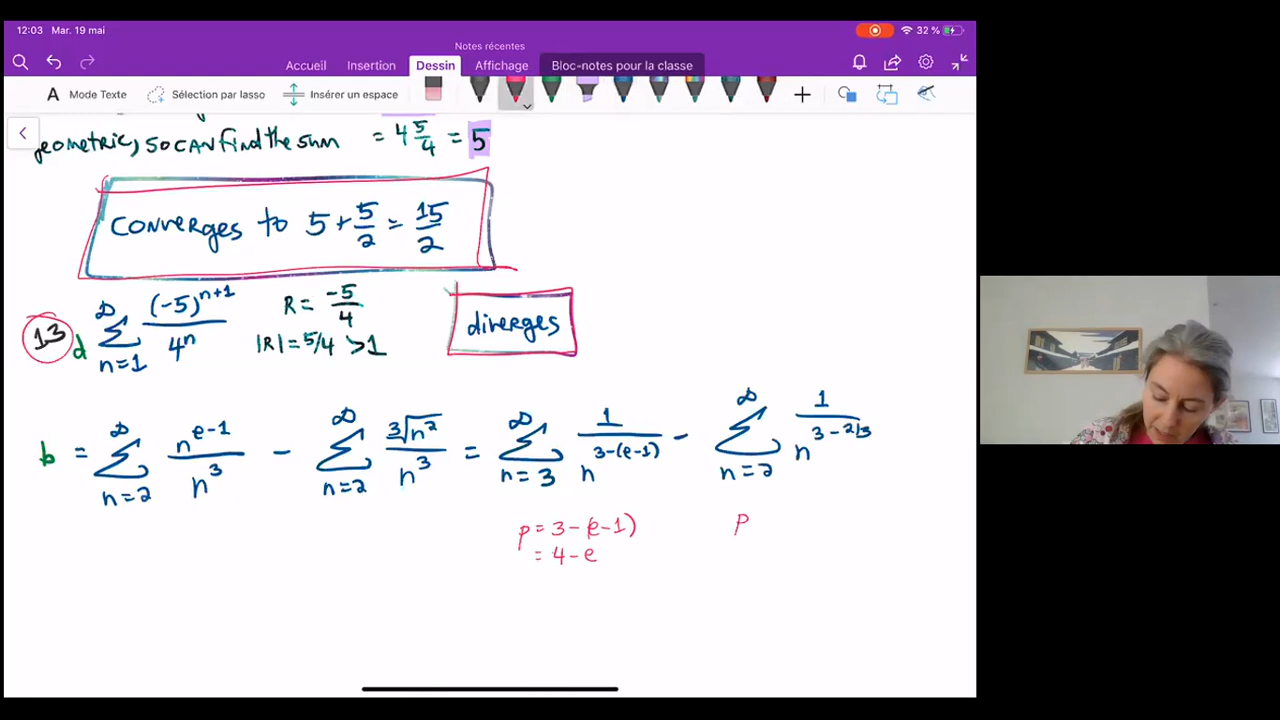 12:03 Mar. 19 mai
32 %
Notes récentes
Accueil Insertion Dessin Affichage Bloc-notes pour la classe
A Mode Texte Sélection par lasso Insérer un espace
geometric, so can find the sum = 4 5/4 = 5
Converges to 5 + 5/2 = 15/2
13 d ∑_{n=1}^{∞} (-5)^{n+1}/4^n R = -5/4
|R| = 5/4 > 1
diverges
b = ∑_{n=2}^{∞} n^{e-1}/n^3 - ∑_{n=2}^{∞} ∛n²/n^3 = ∑_{n=3}^{∞} 1/n^{3-(e-1)} - ∑_{n=2}^{∞} 1/n^{3-2/3}
p = 3-(e-1) p
= 4-e